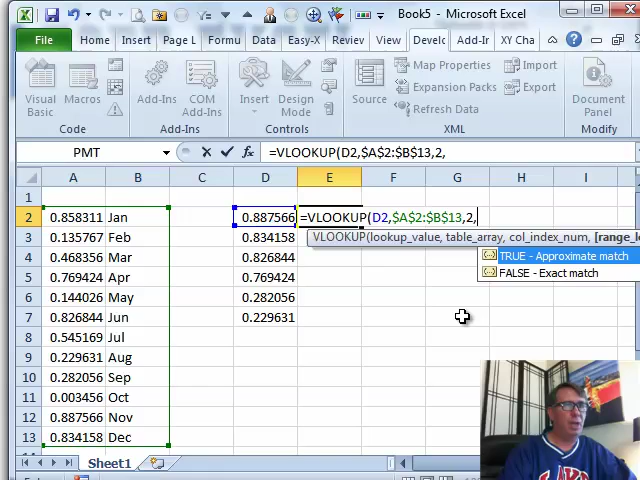 Book5 - Microsoft Excel
File Home Insert Page L Formu Data Easy-X Review View Develo Add-Ir XY Cha
Visual Basic
Macros
Code
Add-Ins
COM Add-Ins
Add-Ins
Insert
Design Mode
Controls
Source
Map Properties
Expansion Packs
Refresh Data
Import
Export
XML
Document Panel
Modify
PMT =VLOOKUP(D2,$A$2:$B$13,2,
A B C D E F G H I
1
2 0.858311 Jan 0.887566 =VLOOKUP(D2,$A$2:$B$13,2,
3 0.135767 Feb 0.834158 VLOOKUP(lookup_value, table_array, col_index_num, [range_l
4 0.468356 Mar 0.826844 TRUE - Approximate match
5 0.769424 Apr 0.769424 FALSE - Exact match
6 0.144026 May 0.282056
7 0.826844 Jun 0.229631
8 0.545169 Jul
9 0.229631 Aug
10 0.282056 Sep
11 0.003456 Oct
12 0.887566 Nov
13 0.834158 Dec
Sheet1